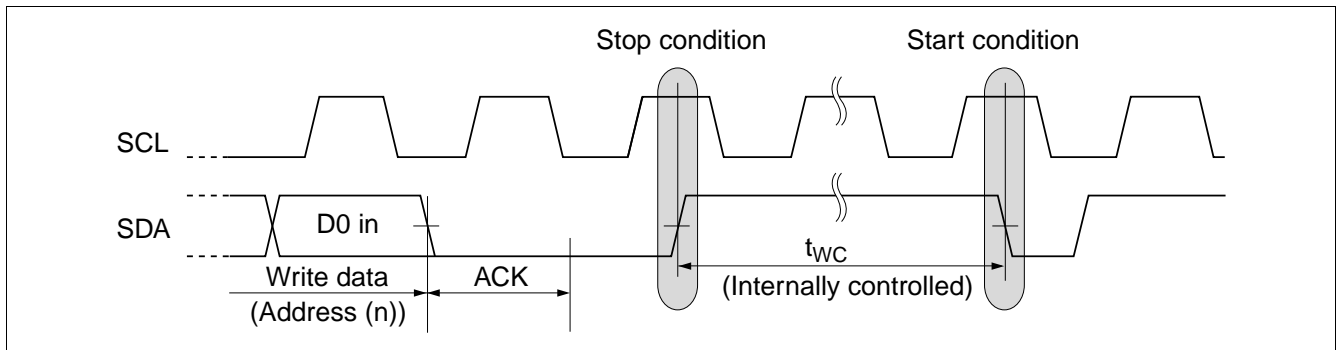 Stop condition
Start condition
SCL
SDA
D0 in
Write data
(Address (n))
ACK
tWC
(Internally controlled)